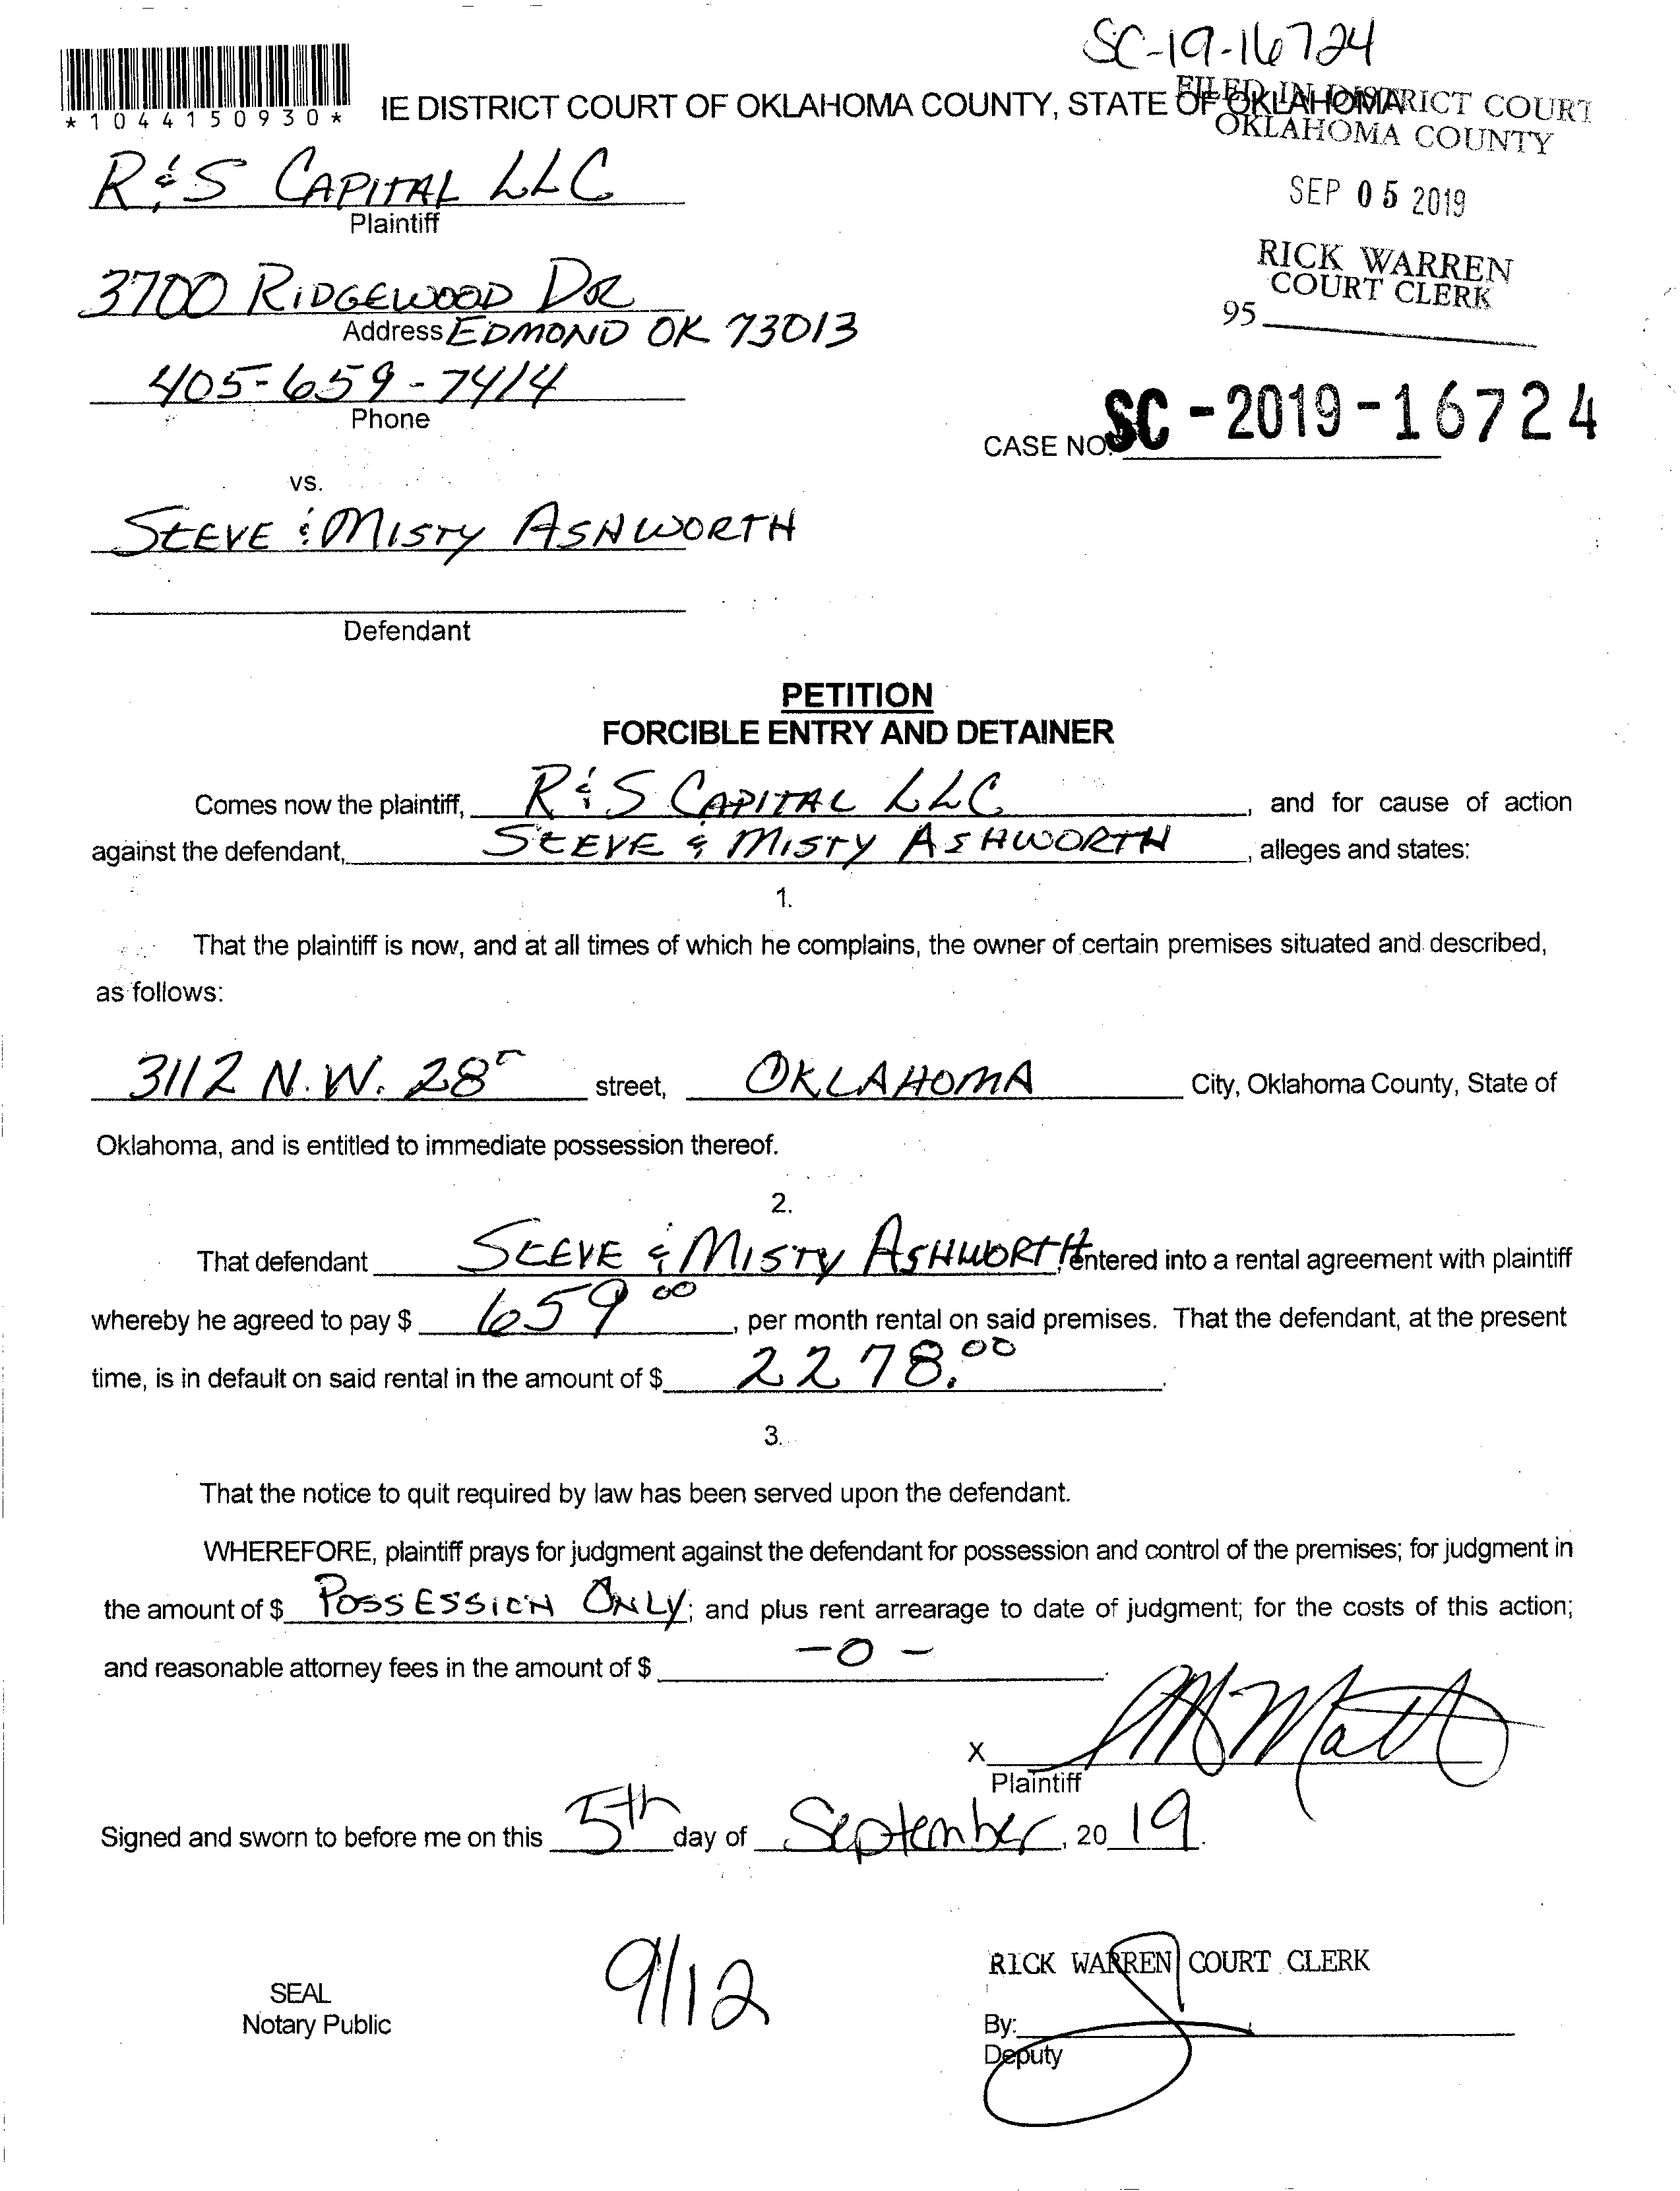 SC-19-16724
*1044150930*
IE DISTRICT COURT OF OKLAHOMA COUNTY, STATE OF OKLAHOMA
FILED IN DISTRICT COURT
OKLAHOMA COUNTY
R & S CAPITAL LLC
Plaintiff
SEP 05 2019
RICK WARREN
COURT CLERK
95
3700 RIDGEWOOD DR
Address EDMOND OK 73013
405-659-7414
Phone
CASE NO. SC-2019-16724
vs.
STEVE & MISTY ASHWORTH
Defendant
PETITION
FORCIBLE ENTRY AND DETAINER
Comes now the plaintiff, R & S CAPITAL LLC, and for cause of action
against the defendant, STEVE & MISTY ASHWORTH, alleges and states:
1.
That the plaintiff is now, and at all times of which he complains, the owner of certain premises situated and described,
as follows:
3112 N.W. 28th street, OKLAHOMA City, Oklahoma County, State of
Oklahoma, and is entitled to immediate possession thereof.
2.
That defendant STEVE & MISTY ASHWORTH, entered into a rental agreement with plaintiff
whereby he agreed to pay $ 659 00, per month rental on said premises. That the defendant, at the present
time, is in default on said rental in the amount of $ 2278.00.
3.
That the notice to quit required by law has been served upon the defendant.
WHEREFORE, plaintiff prays for judgment against the defendant for possession and control of the premises; for judgment in
the amount of $ POSSESSION ONLY; and plus rent arrearage to date of judgment; for the costs of this action;
and reasonable attorney fees in the amount of $ -0-.
X
Plaintiff
Signed and sworn to before me on this 5th day of September, 2019.
SEAL
Notary Public
9/12
RICK WARREN COURT CLERK
By:
Deputy